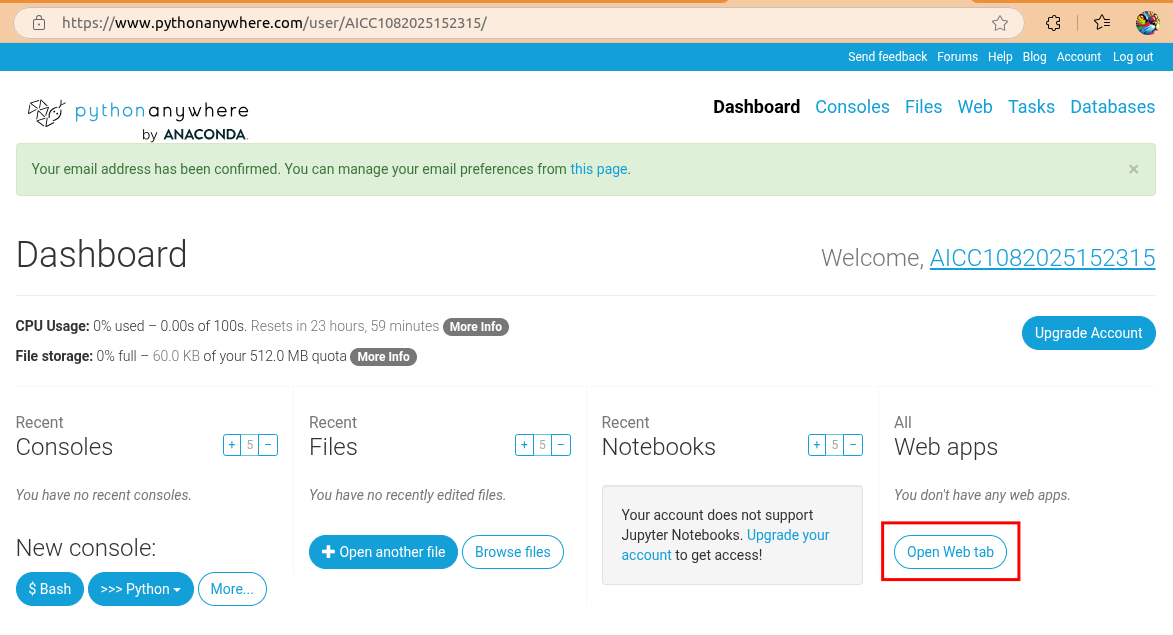 https://www.pythonanywhere.com/user/AICC1082025152315/
Send feedback Forums Help Blog Account Log out
pythonanywhere
by ANACONDA.
Dashboard Consoles Files Web Tasks Databases
Your email address has been confirmed. You can manage your email preferences from this page. ×
Dashboard
Welcome, AICC1082025152315
CPU Usage: 0% used – 0.00s of 100s. Resets in 23 hours, 59 minutes More Info
File storage: 0% full – 60.0 KB of your 512.0 MB quota More Info
Upgrade Account
Recent
Consoles
+ 5 −
You have no recent consoles.
New console:
$ Bash >>> Python More...
Recent
Files
+ 5 −
You have no recently edited files.
+ Open another file Browse files
Recent
Notebooks
+ 5 −
Your account does not support
Jupyter Notebooks. Upgrade your
account to get access!
All
Web apps
You don't have any web apps.
Open Web tab